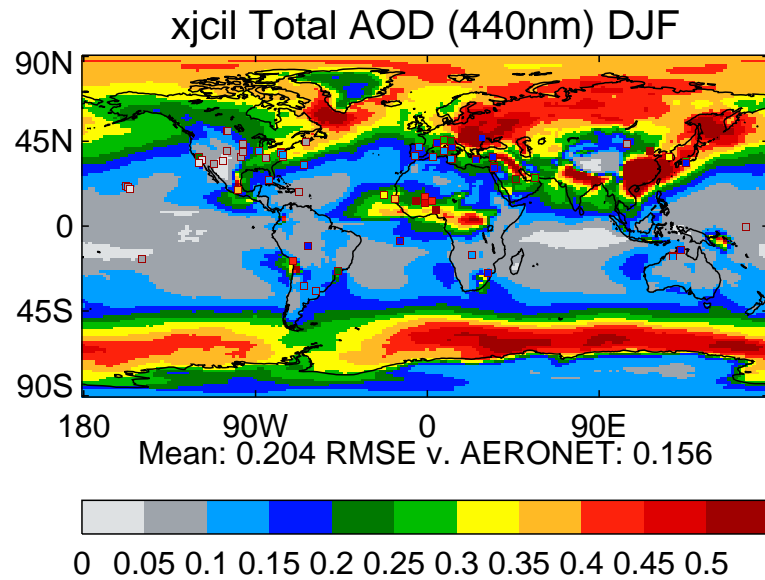 xjcil Total AOD (440nm) DJF
90N
45N
0
45S
90S
180 90W 0 90E
Mean: 0.204 RMSE v. AERONET: 0.156
0 0.05 0.1 0.15 0.2 0.25 0.3 0.35 0.4 0.45 0.5